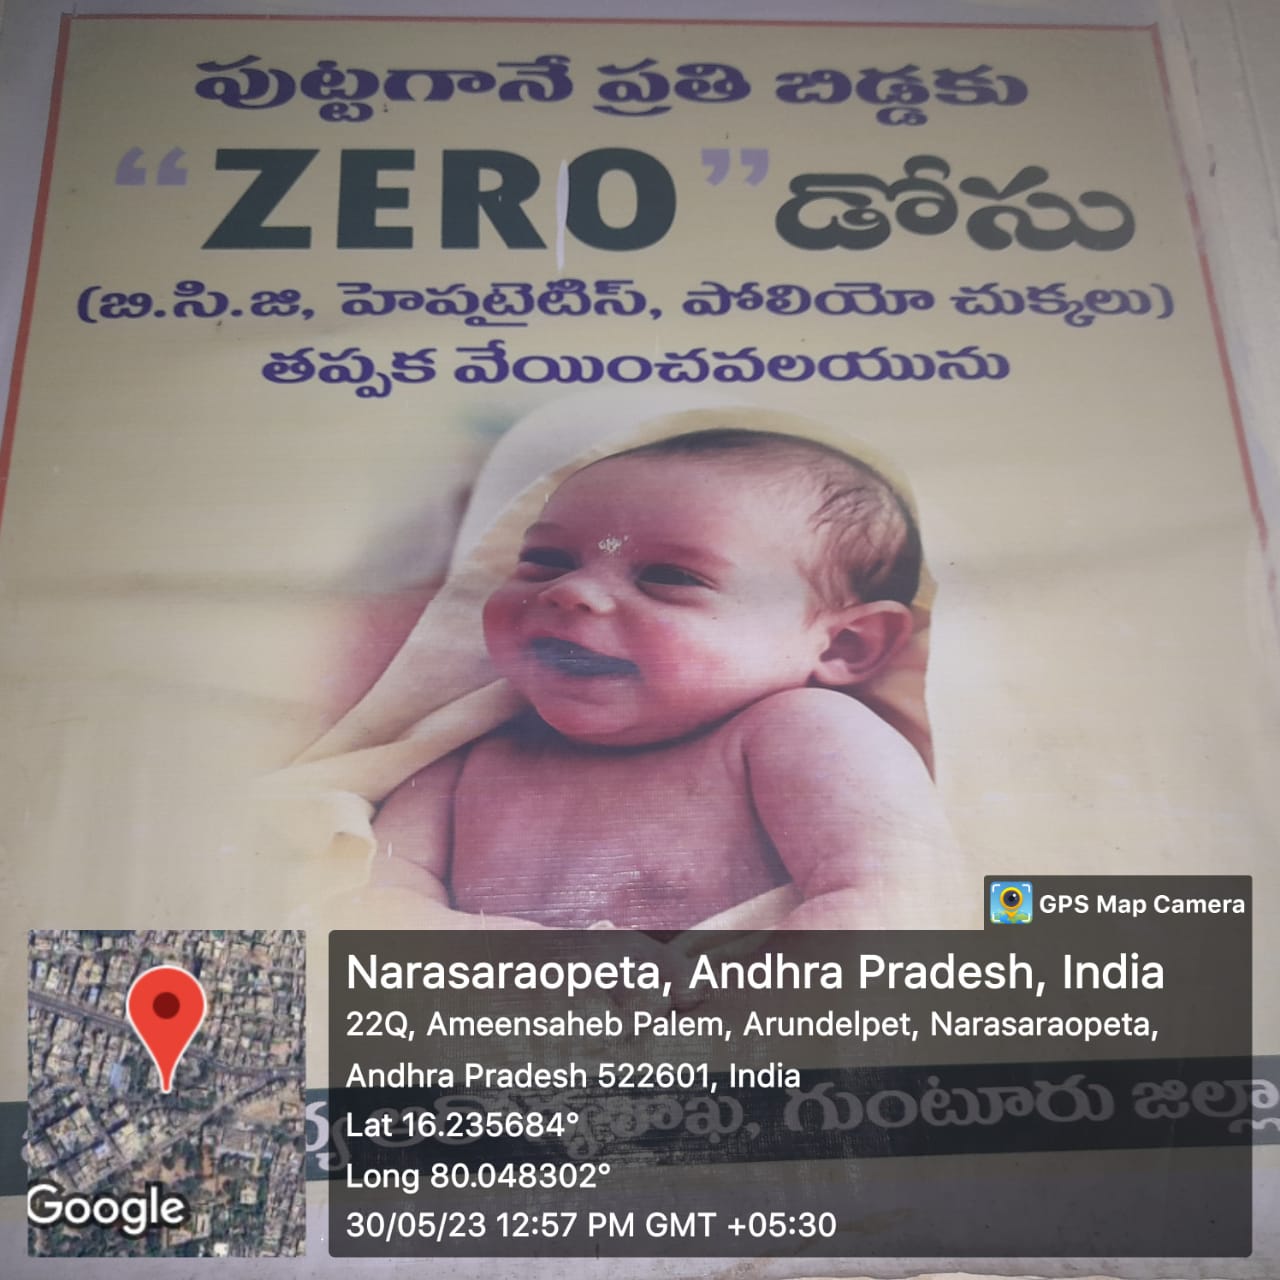 పుట్టగానే ప్రతి బిడ్డకు
“ZERO” డోసు
(బి.సి.జి, హెపటైటిస్, పోలియో చుక్కలు)
తప్పక వేయించవలయును
GPS Map Camera
Narasaraopeta, Andhra Pradesh, India
22Q, Ameensaheb Palem, Arundelpet, Narasaraopeta,
Andhra Pradesh 522601, India
గుంటూరు జిల్లా
Lat 16.235684°
Long 80.048302°
30/05/23 12:57 PM GMT +05:30
Google